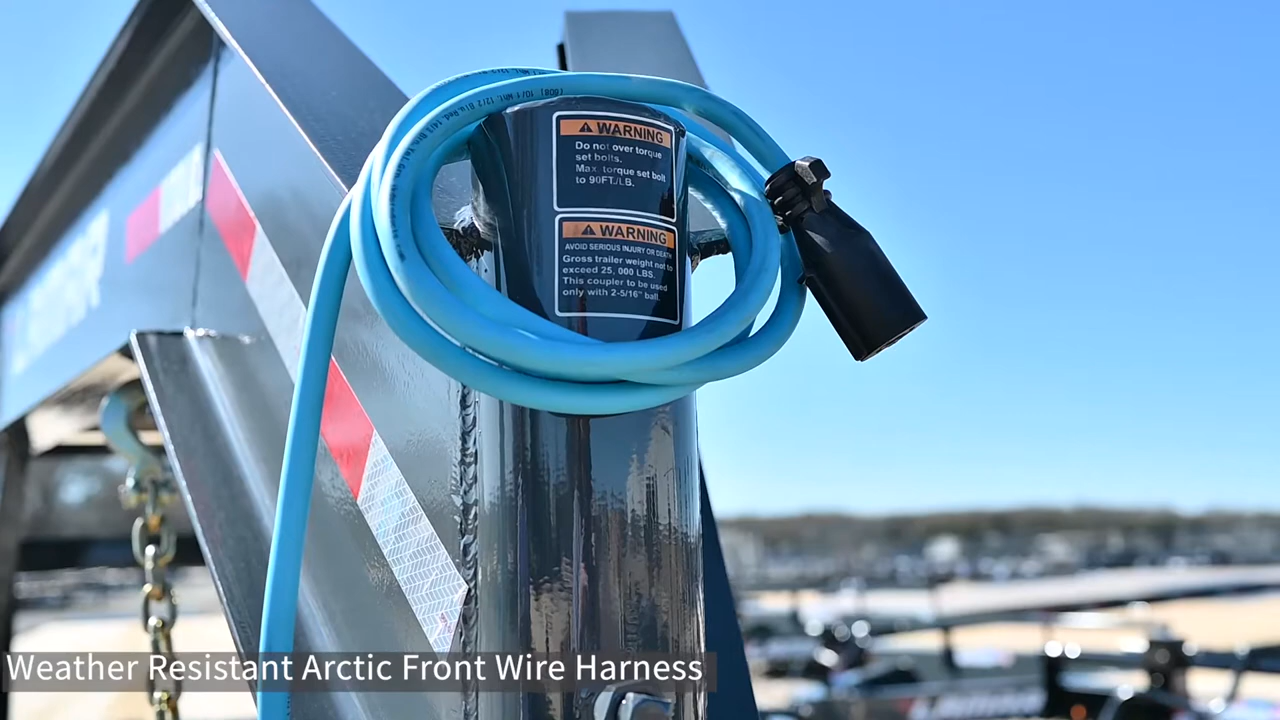 WARNING
Do not over torque
set bolts.
Max torque set bolt
to 90FT./LB.
WARNING
AVOID SERIOUS INJURY OR DEATH
Gross trailer weight not to
exceed 25, 000 LBS.
This coupler to be used
only with 2-5/16" ball.
Weather Resistant Arctic Front Wire Harness